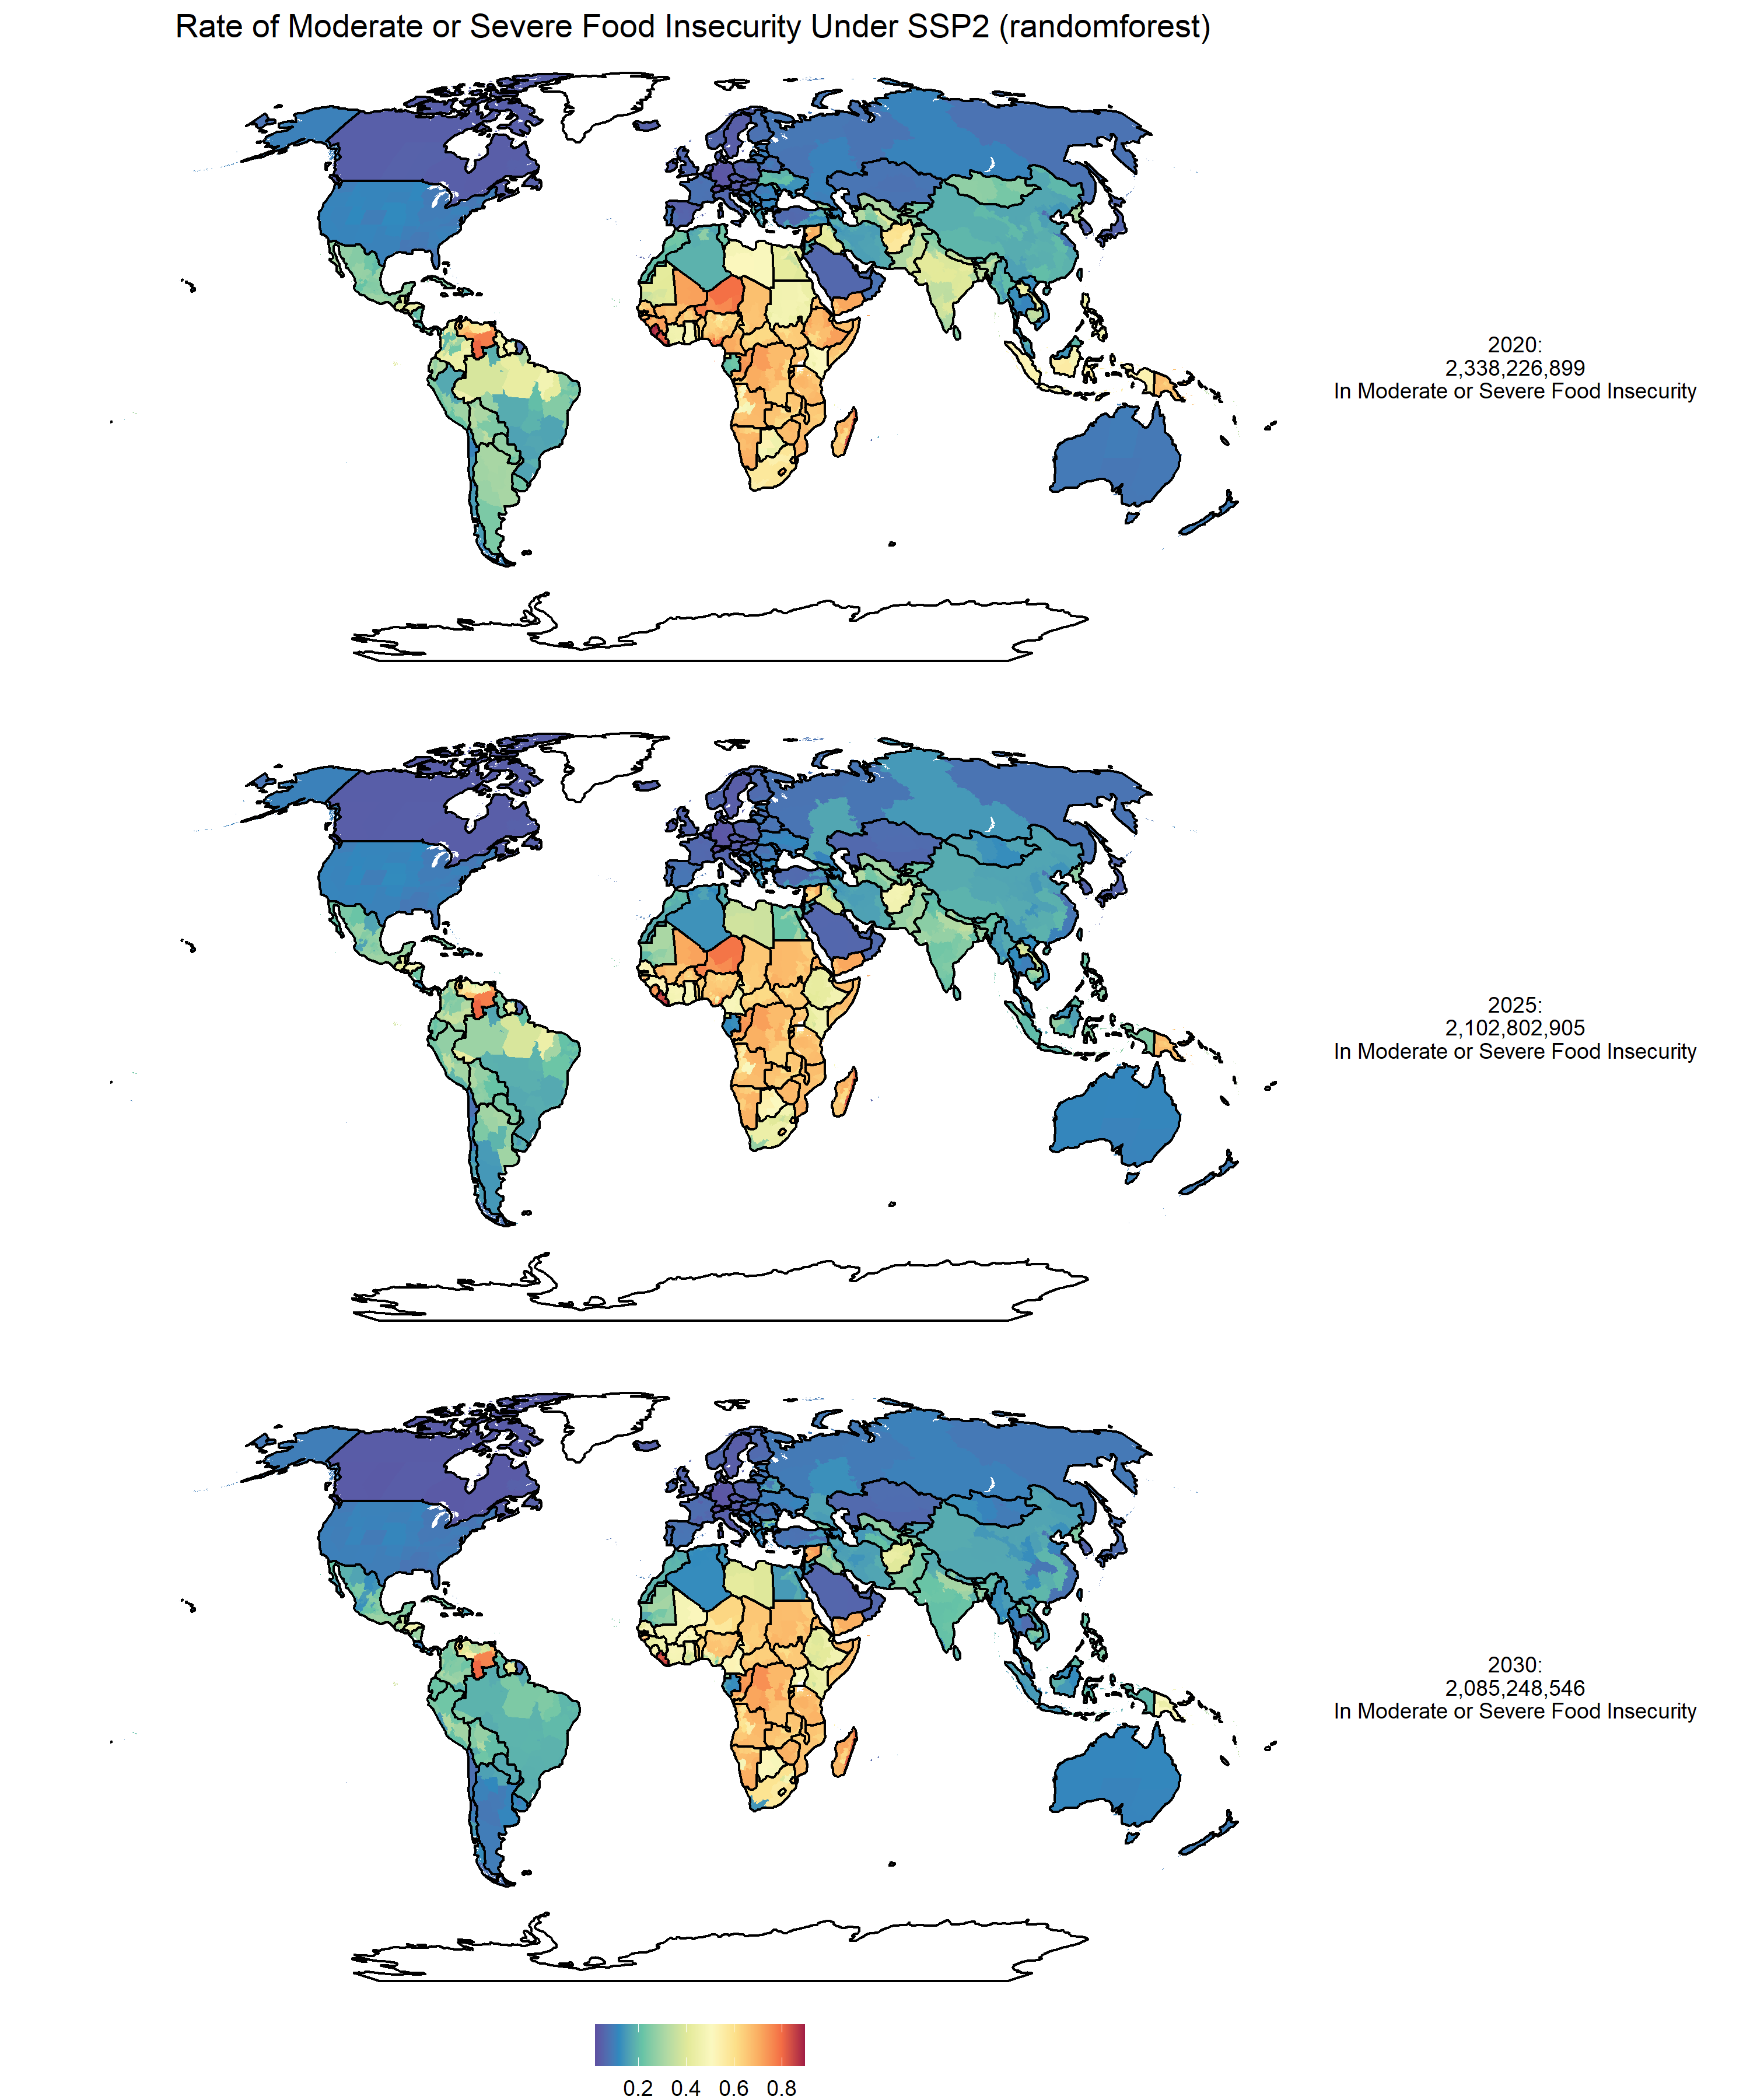 Rate of Moderate or Severe Food Insecurity Under SSP2 (randomforest)
2020:
2,338,226,899
In Moderate or Severe Food Insecurity
2025:
2,102,802,905
In Moderate or Severe Food Insecurity
2030:
2,085,248,546
In Moderate or Severe Food Insecurity
0.2 0.4 0.6 0.8